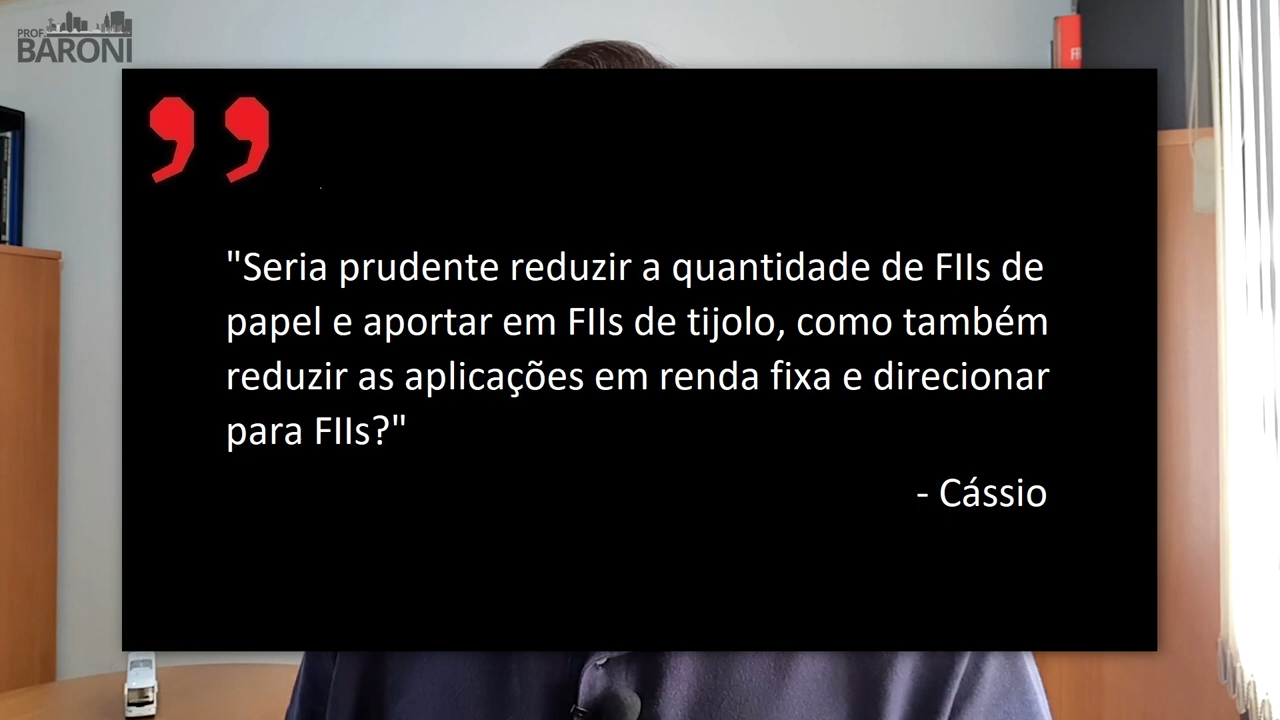 PROF.
BARONI
"Seria prudente reduzir a quantidade de FIIs de
papel e aportar em FIIs de tijolo, como também
reduzir as aplicações em renda fixa e direcionar
para FIIs?"
- Cássio